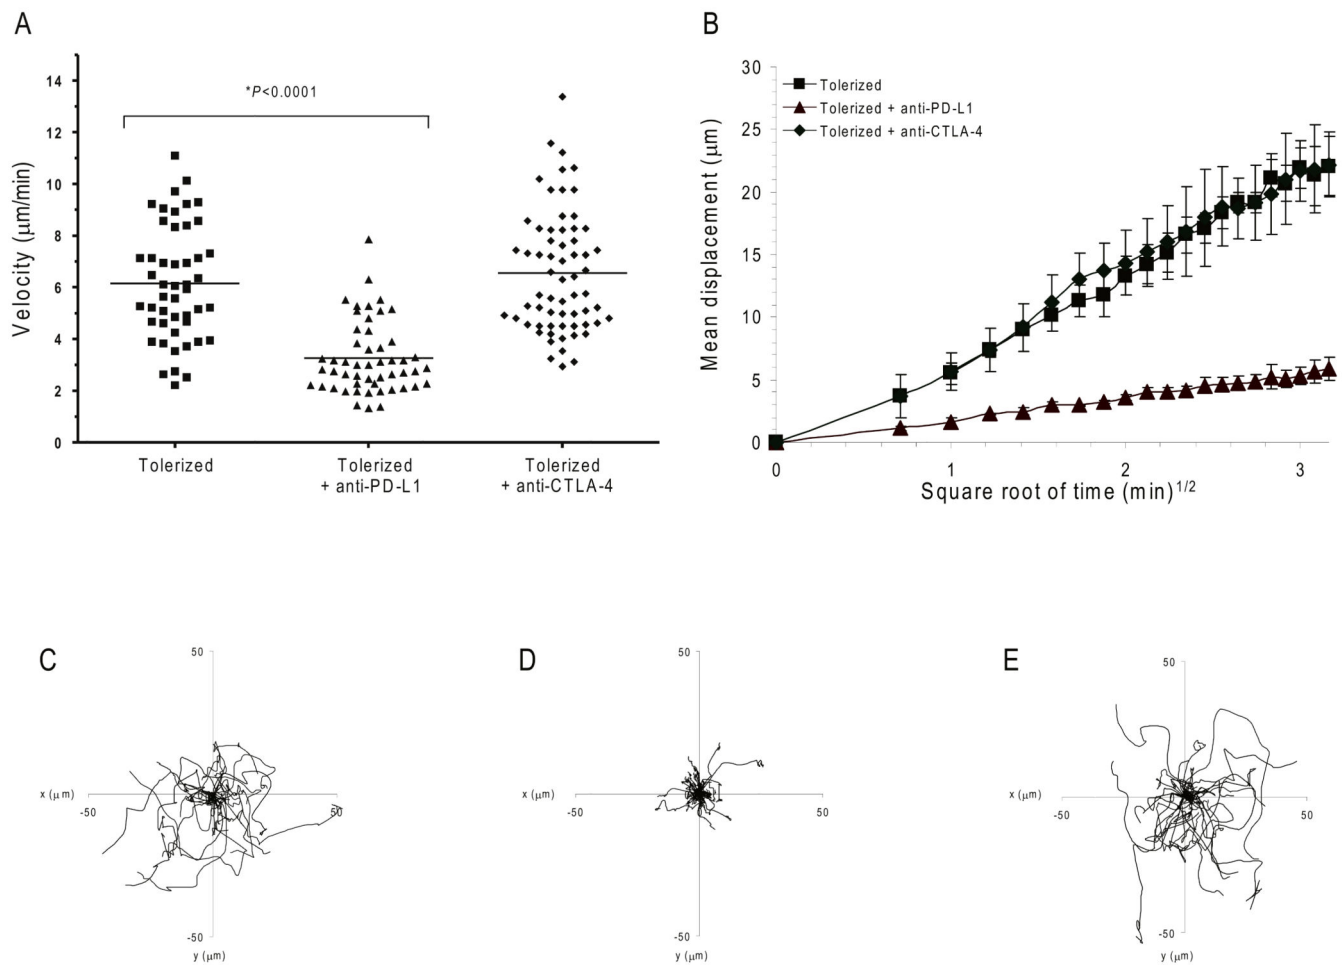 A
*P<0.0001
Velocity (μm/min)
14
12
10
8
6
4
2
0
Tolerized
Tolerized
+ anti-PD-L1
Tolerized
+ anti-CTLA-4
B
Tolerized
Tolerized + anti-PD-L1
Tolerized + anti-CTLA-4
Mean displacement (μm)
30
25
20
15
10
5
0
0 1 2 3
Square root of time (min)1/2
C
50
x (μm)
-50
50
-50
y (μm)
D
50
x (μm)
-50
50
-50
y (μm)
E
50
x (μm)
-50
50
-50
y (μm)